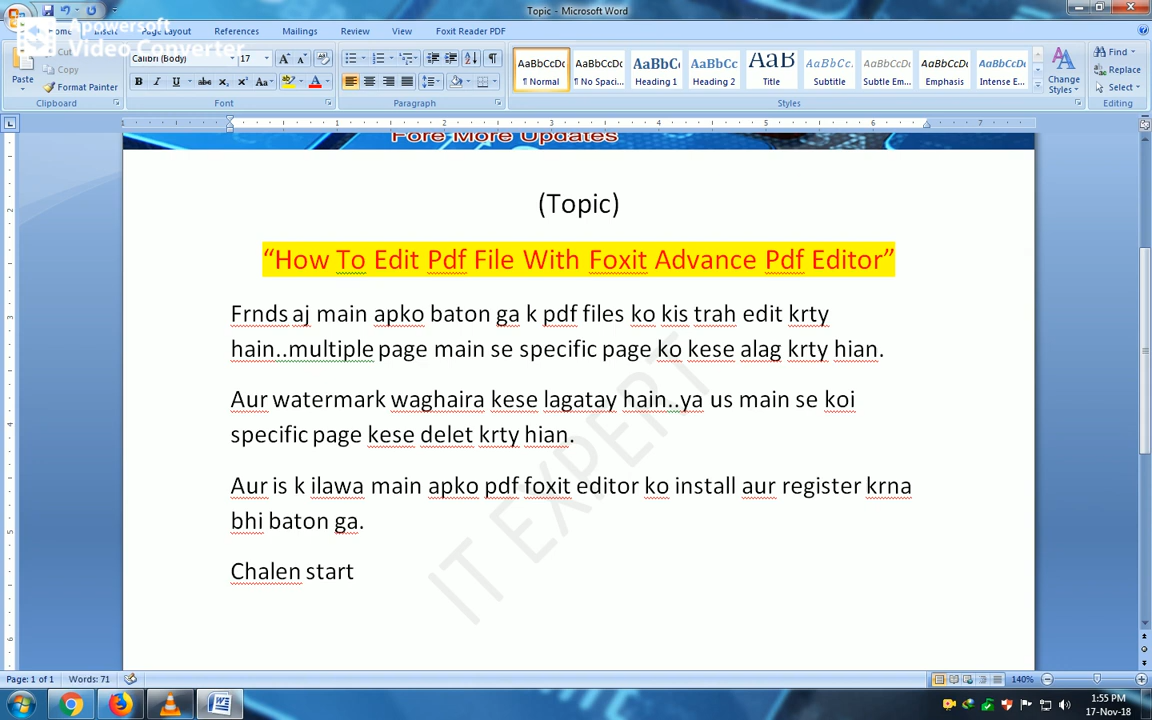 Topic - Microsoft Word
Apowersoft
Video Converter
Page Layout References Mailings Review View Foxit Reader PDF
Paste
Cut
Copy
Format Painter
Clipboard
Calibri (Body) 17
Font
Paragraph
AaBbCcDc AaBbCcDc AaBbC AaBbCc AaBb AaBbCc. AaBbCcDc AaBbCcDc AaBbCcDc
¶ Normal ¶ No Spaci... Heading 1 Heading 2 Title Subtitle Subtle Em... Emphasis Intense E...
Styles
Change Styles
Find
Replace
Select
Editing
Fore More Updates
(Topic)
“How To Edit Pdf File With Foxit Advance Pdf Editor”
Frnds aj main apko baton ga k pdf files ko kis trah edit krty
hain..multiple page main se specific page ko kese alag krty hian.
Aur watermark waghaira kese lagatay hain..ya us main se koi
specific page kese delet krty hian.
Aur is k ilawa main apko pdf foxit editor ko install aur register krna
bhi baton ga.
Chalen start
IT EXPERT
Page: 1 of 1 Words: 71 140%
1:55 PM
17-Nov-18